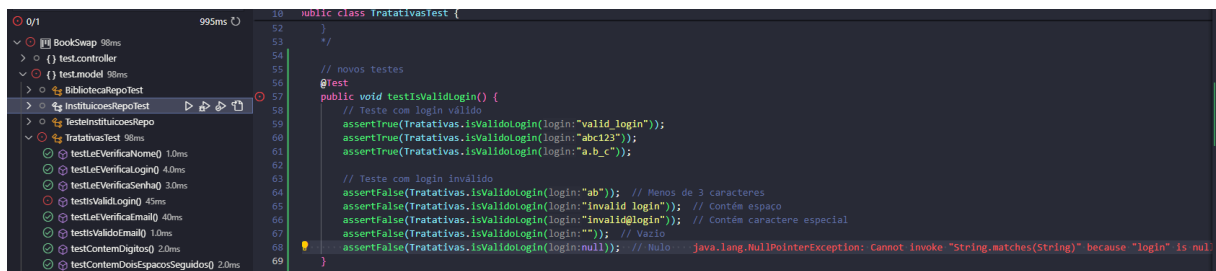 0/1 995ms
BookSwap 98ms
{} test.controller
{} test.model 98ms
BibliotecaRepoTest
InstituicoesRepoTest
TesteInstituicoesRepo
TratativasTest 98ms
testLeEVerificaNome() 1.0ms
testLeEVerificaLogin() 4.0ms
testLeEVerificaSenha() 3.0ms
testIsValidLogin() 45ms
testLeEVerificaEmail() 40ms
testIsValidoEmail() 1.0ms
testContemDigitos() 2.0ms
testContemDoisEspacosSeguidos() 2.0ms
10 public class TratativasTest {
52 }
53 */
54
55 // novos testes
56 @Test
57 public void testIsValidLogin() {
58 // Teste com login válido
59 assertTrue(Tratativas.isValidoLogin(login:"valid_login"));
60 assertTrue(Tratativas.isValidoLogin(login:"abc123"));
61 assertTrue(Tratativas.isValidoLogin(login:"a.b_c"));
62
63 // Teste com login inválido
64 assertFalse(Tratativas.isValidoLogin(login:"ab")); // Menos de 3 caracteres
65 assertFalse(Tratativas.isValidoLogin(login:"invalid login")); // Contém espaço
66 assertFalse(Tratativas.isValidoLogin(login:"invalid@login")); // Contém caractere especial
67 assertFalse(Tratativas.isValidoLogin(login:"")); // Vazio
68 assertFalse(Tratativas.isValidoLogin(login:null)); // Nulo java.lang.NullPointerException: Cannot invoke "String.matches(String)" because "login" is nul
69 }